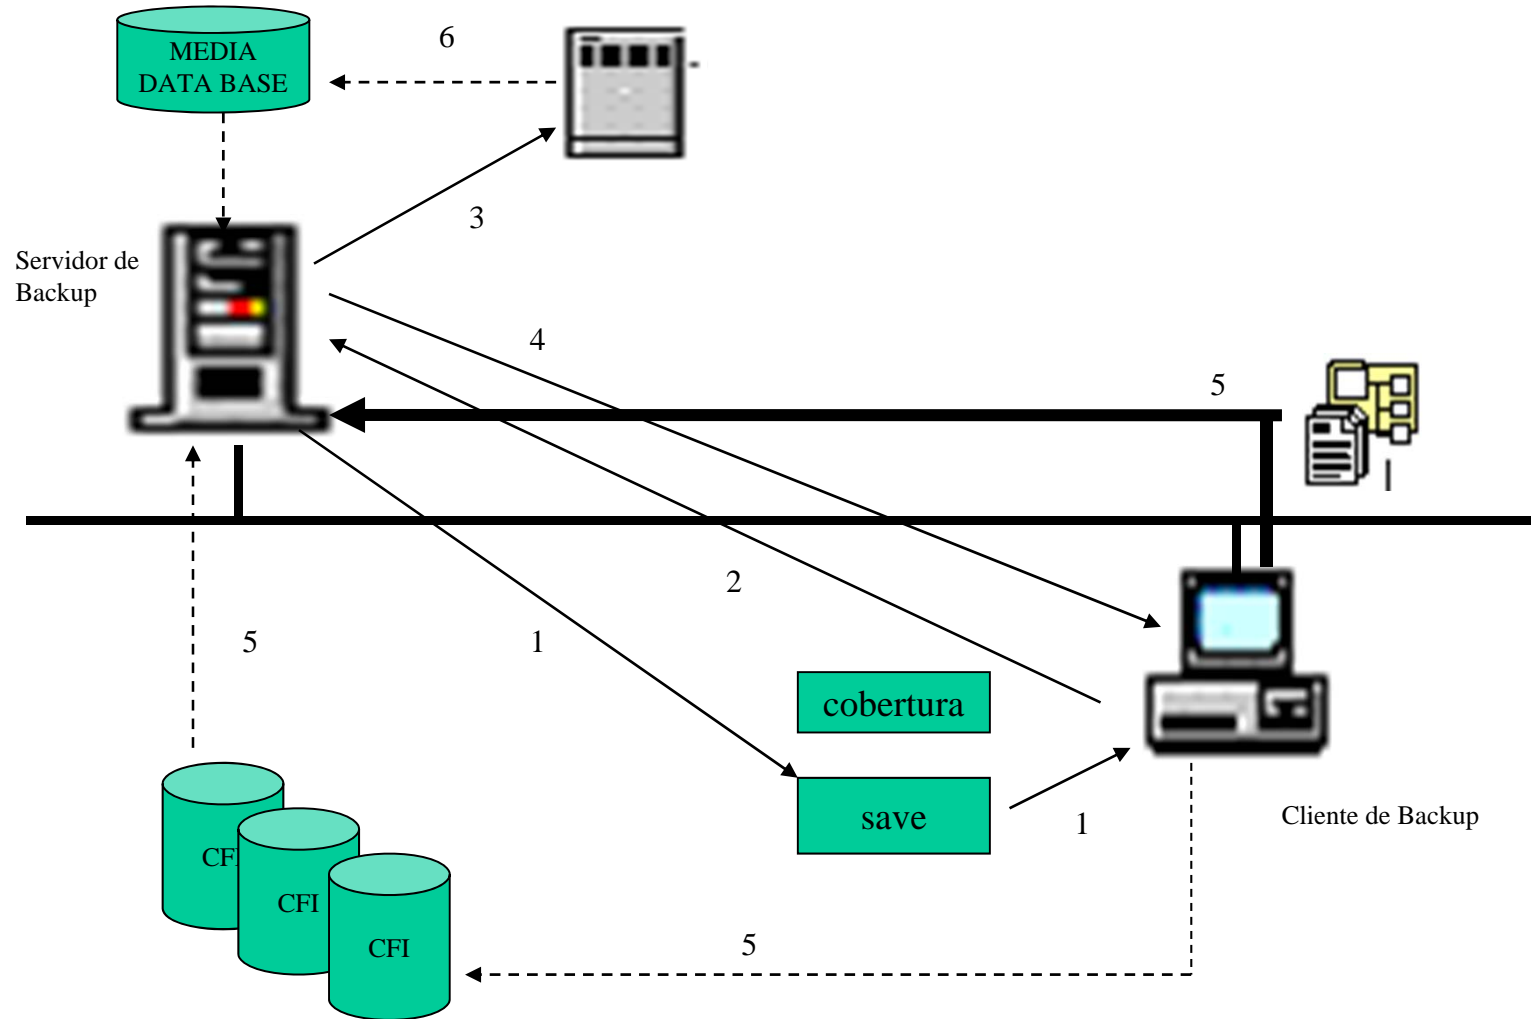 MEDIA
DATA BASE
6
3
Servidor de
Backup
4
5
2
5
1
cobertura
save
1
Cliente de Backup
CFI
CFI
CFI
5